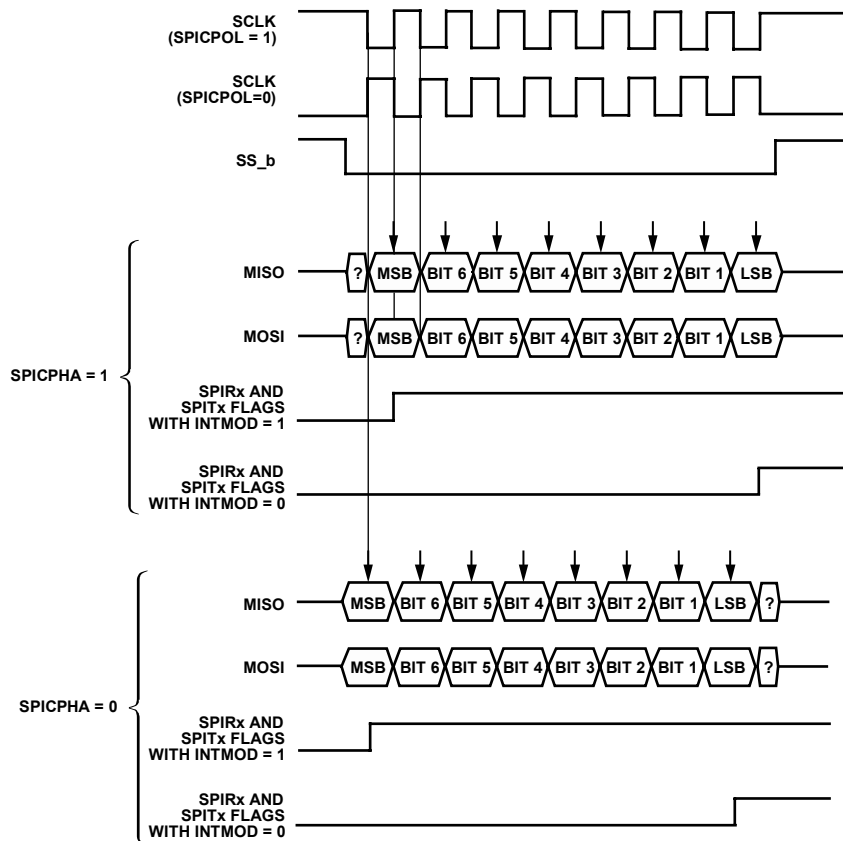 SCLK
(SPICPOL = 1)
SCLK
(SPICPOL=0)
SS_b
SPICPHA = 1
MISO
? MSB BIT 6 BIT 5 BIT 4 BIT 3 BIT 2 BIT 1 LSB
MOSI
? MSB BIT 6 BIT 5 BIT 4 BIT 3 BIT 2 BIT 1 LSB
SPIRx AND
SPITx FLAGS
WITH INTMOD = 1
SPIRx AND
SPITx FLAGS
WITH INTMOD = 0
SPICPHA = 0
MISO
MSB BIT 6 BIT 5 BIT 4 BIT 3 BIT 2 BIT 1 LSB ?
MOSI
MSB BIT 6 BIT 5 BIT 4 BIT 3 BIT 2 BIT 1 LSB ?
SPIRx AND
SPITx FLAGS
WITH INTMOD = 1
SPIRx AND
SPITx FLAGS
WITH INTMOD = 0